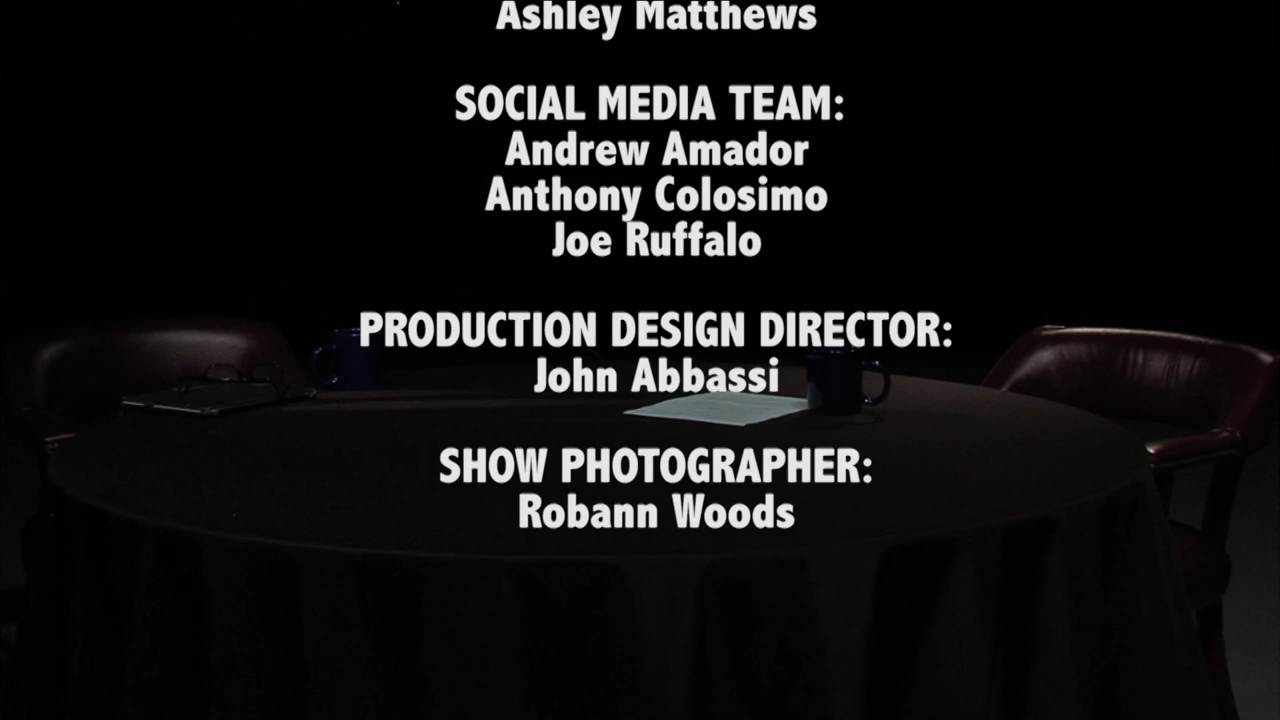 Ashley Matthews
SOCIAL MEDIA TEAM:
Andrew Amador
Anthony Colosimo
Joe Ruffalo
PRODUCTION DESIGN DIRECTOR:
John Abbassi
SHOW PHOTOGRAPHER:
Robann Woods